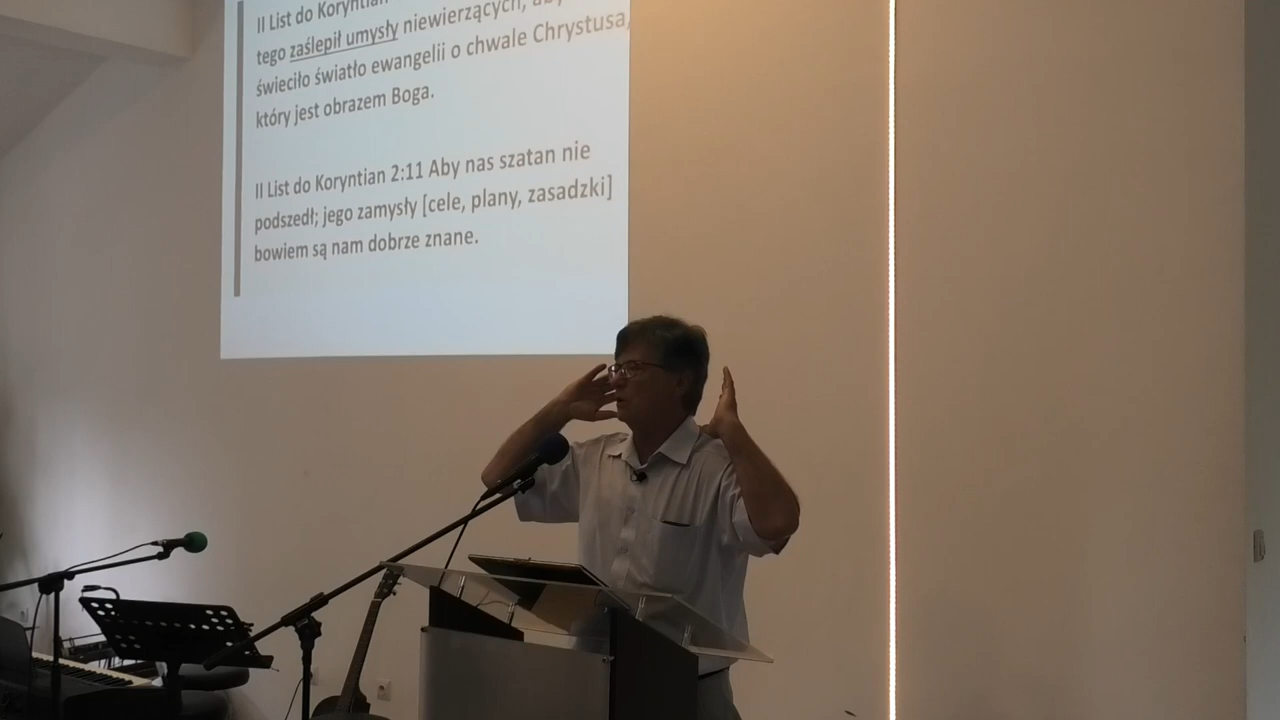 II List do Koryntian
tego zaślepił umysły niewierzących, aby
świeciło światło ewangelii o chwale Chrystusa,
który jest obrazem Boga.
II List do Koryntian 2:11 Aby nas szatan nie
podszedł; jego zamysły [cele, plany, zasadzki]
bowiem są nam dobrze znane.